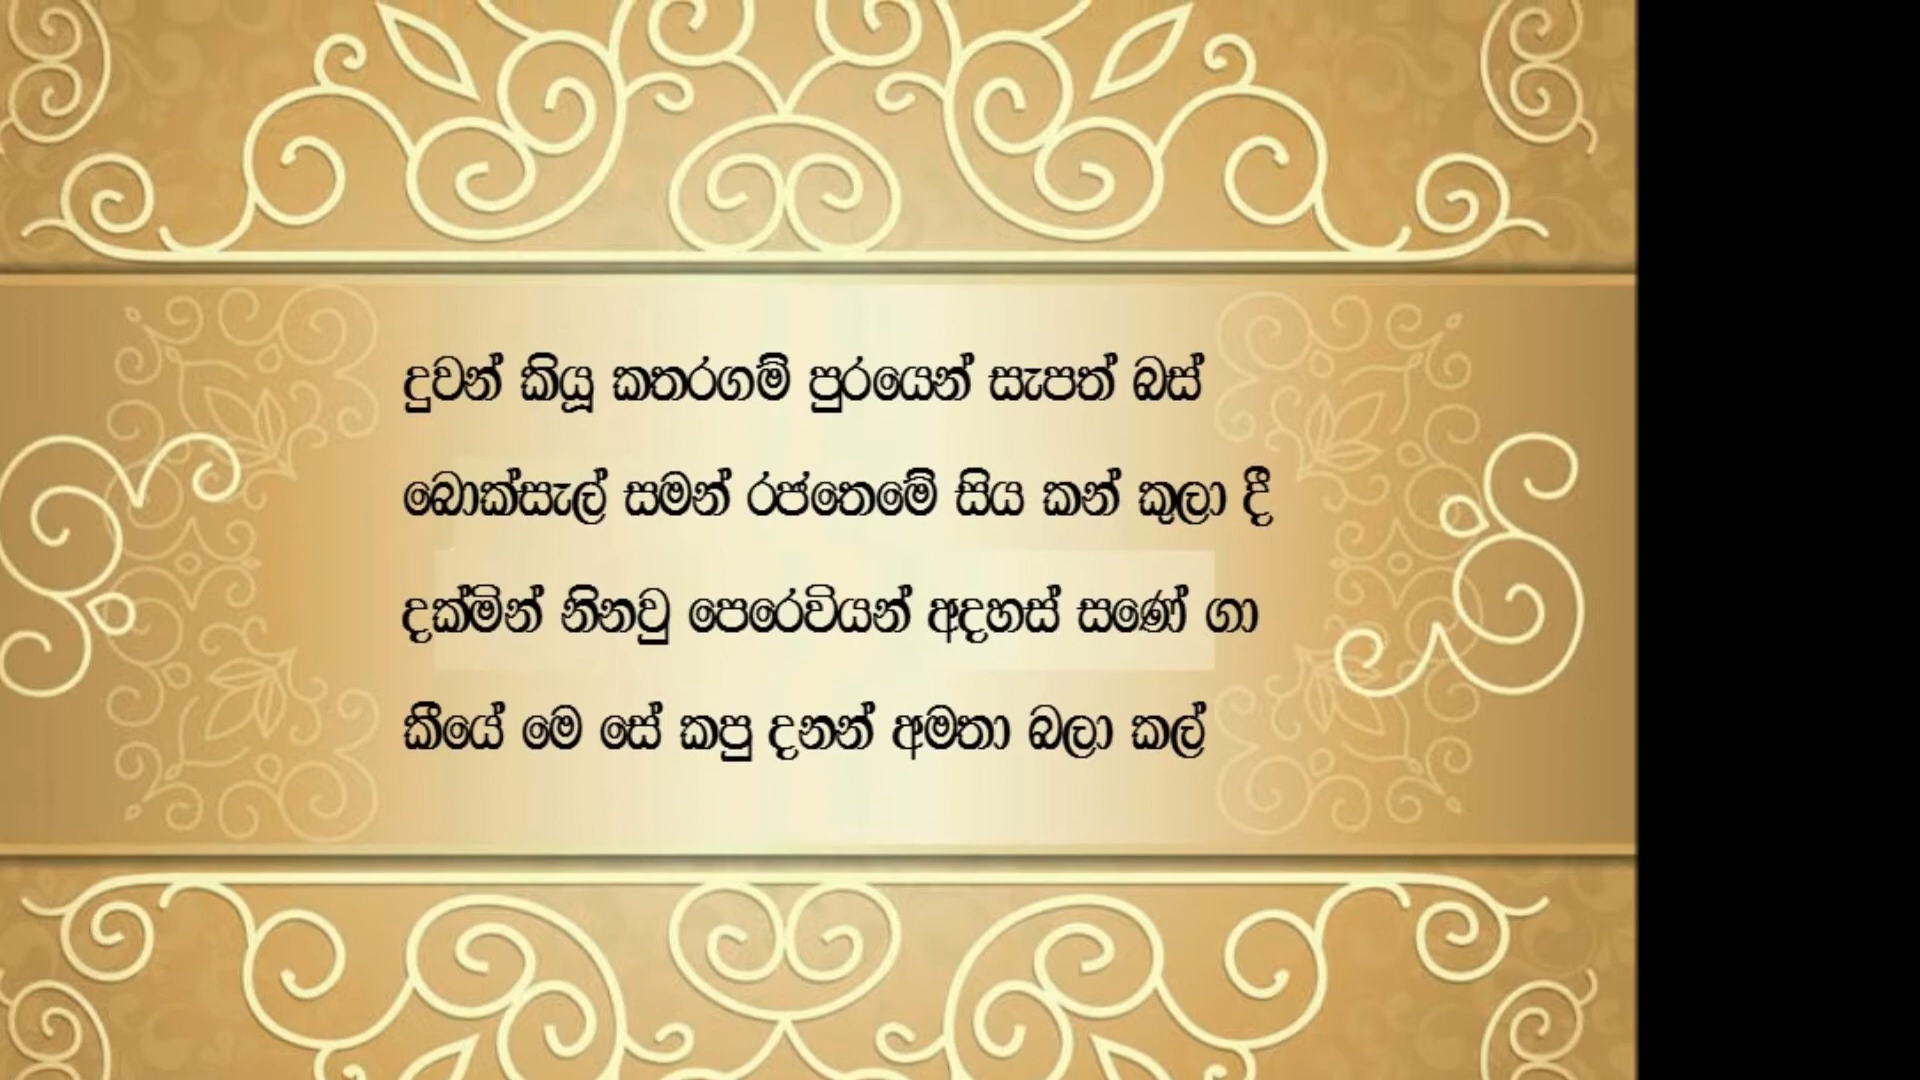 දුවන් කියූ කතරගම් පුරයෙන් සැපත් බස්
බොක්සැල් සමන් රජතෙමේ සිය කන් කුලා දී
දක්මින් නිනවු පෙරෙවියන් අදහස් සණේ ගා
කීයේ මෙ සේ කපු දනන් අමතා බලා කල්